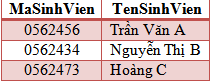 MaSinhVien TenSinhVien
0562456 Trần Văn A
0562434 Nguyễn Thị B
0562473 Hoàng C